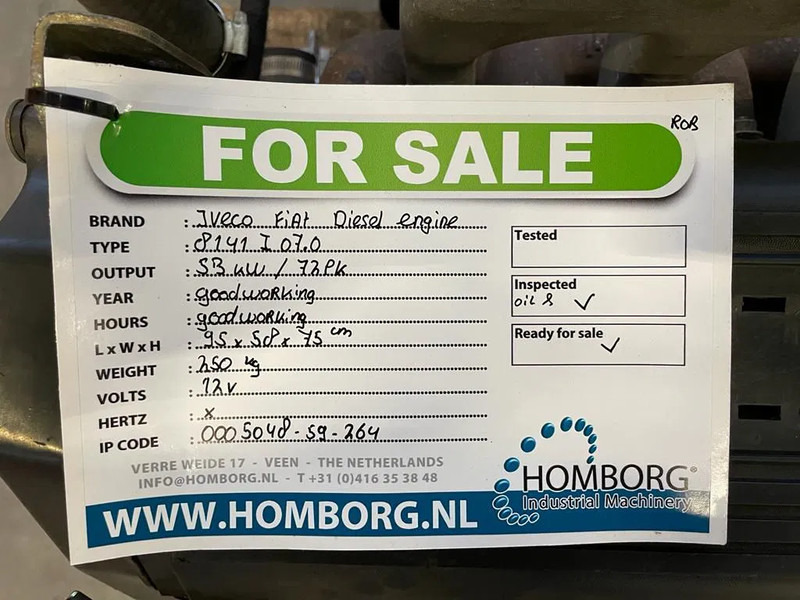 ROB
FOR SALE
BRAND : Iveco Fiat Diesel engine
TYPE : 8141 I 07.0
OUTPUT : 53 kW / 72PK
YEAR : goodworking
HOURS : goodworking
L x W x H : 95 x 58 x 75 cm
WEIGHT : 250 kg
VOLTS : 12V
HERTZ : x
IP CODE : 0005048-59-264
Tested
Inspected
oil & ✓
Ready for sale
✓
VERRE WEIDE 17 - VEEN - THE NETHERLANDS
INFO@HOMBORG.NL - T +31 (0)416 35 38 48
HOMBORG®
Industrial Machinery
WWW.HOMBORG.NL